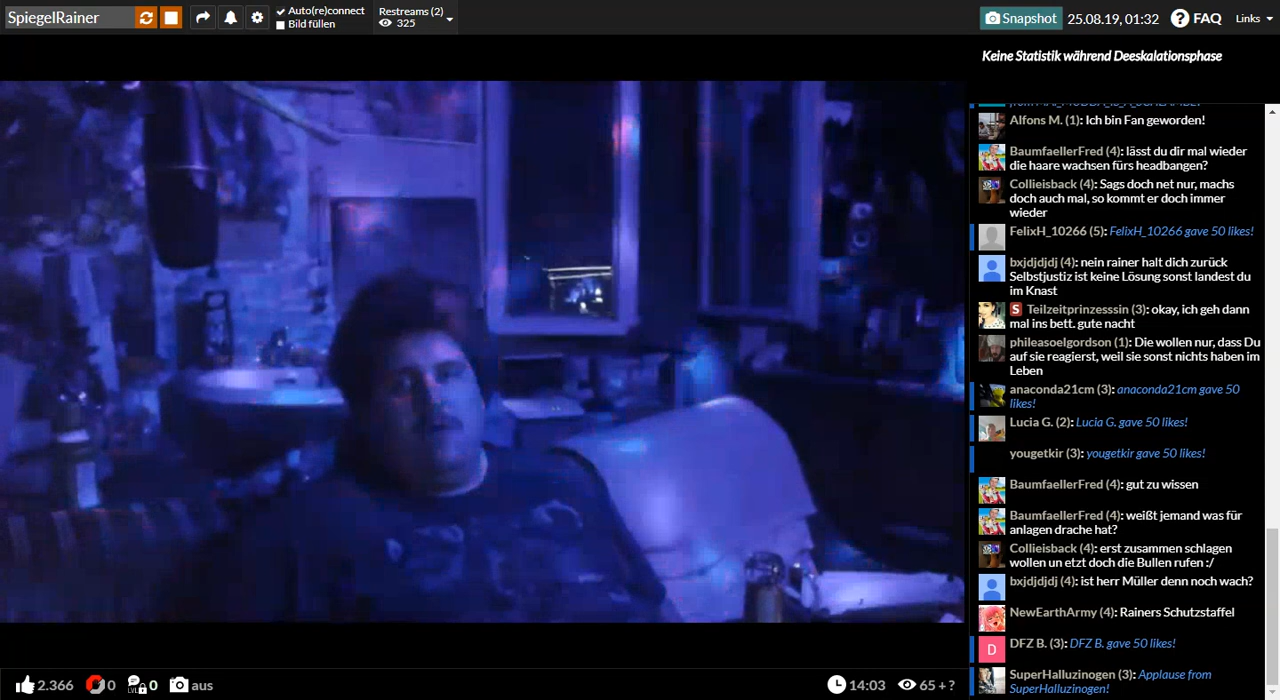 SpiegelRainer
Auto(re)connect
Bild füllen
Restreams (2)
325
Snapshot
25.08.19, 01:32
? FAQ
Links
Keine Statistik während Deeskalationsphase
Alfons M. (1): Ich bin Fan geworden!
BaumfaellerFred (4): lässt du dir mal wieder
die haare wachsen fürs headbangen?
Collieisback (4): Sags doch net nur, machs
doch auch mal, so kommt er doch immer
wieder
FelixH_10266 (5): FelixH_10266 gave 50 likes!
bxjdjdjdj (4): nein rainer halt dich zurück
Selbstjustiz ist keine Lösung sonst landest du
im Knast
S Teilzeitprinzesssin (3): okay, ich geh dann
mal ins bett. gute nacht
phileasoelgordson (1): Die wollen nur, dass Du
auf sie reagierst, weil sie sonst nichts haben im
Leben
anaconda21cm (3): anaconda21cm gave 50
likes!
Lucia G. (2): Lucia G. gave 50 likes!
yougetkir (3): yougetkir gave 50 likes!
BaumfaellerFred (4): gut zu wissen
BaumfaellerFred (4): weißt jemand was für
anlagen drache hat?
Collieisback (4): erst zusammen schlagen
wollen un etzt doch die Bullen rufen :/
bxjdjdjdj (4): ist herr Müller denn noch wach?
NewEarthArmy (4): Rainers Schutzstaffel
D
DFZ B. (3): DFZ B. gave 50 likes!
SuperHalluzinogen (3): Applause from
SuperHalluzinogen!
2.366
0
LVL
0
aus
14:03
65 + ?